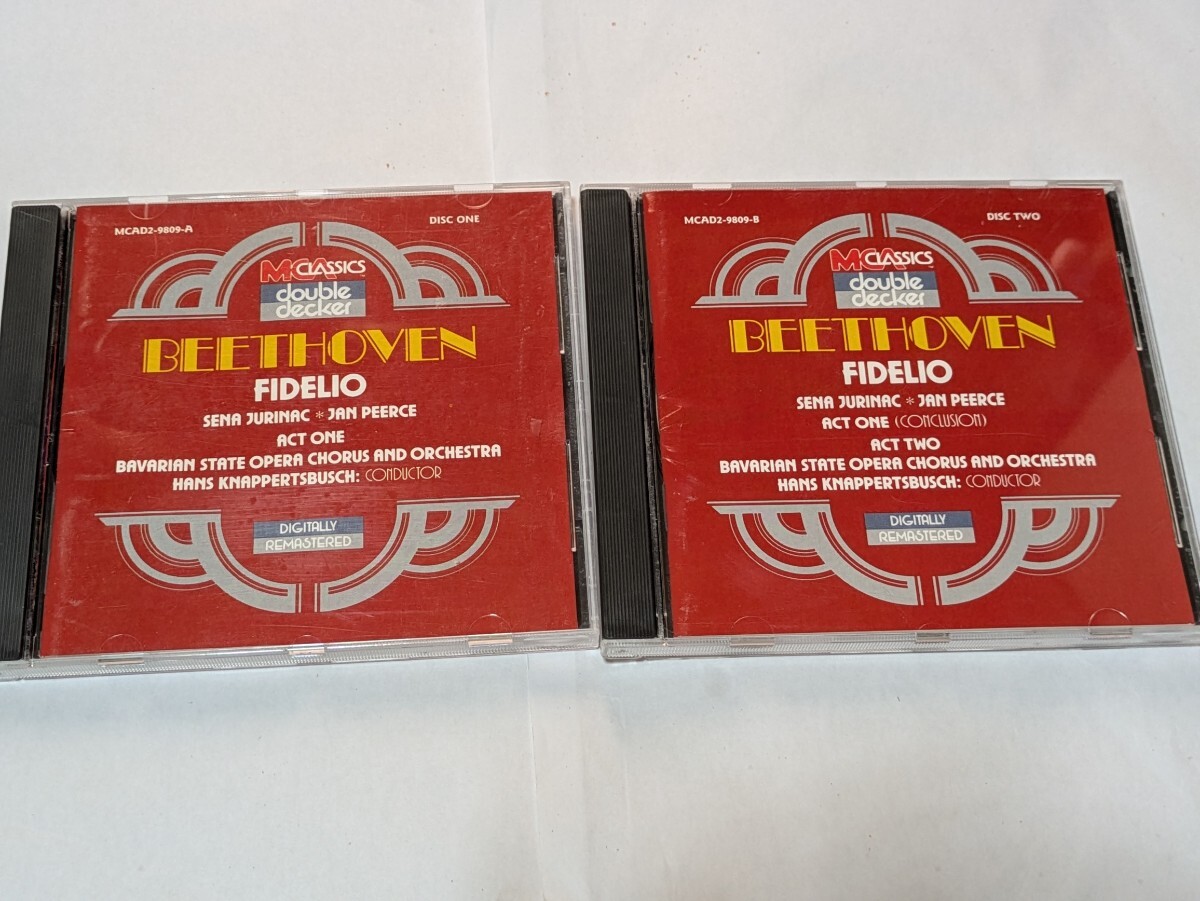 MCAD2-9809-A
DISC ONE
MCA CLASSICS
double
decker
BEETHOVEN
FIDELIO
SENA JURINAC * JAN PEERCE
ACT ONE
BAVARIAN STATE OPERA CHORUS AND ORCHESTRA
HANS KNAPPERTSBUSCH: CONDUCTOR
DIGITALLY
REMASTERED
MCAD2-9809-B
DISC TWO
MCA CLASSICS
double
decker
BEETHOVEN
FIDELIO
SENA JURINAC * JAN PEERCE
ACT ONE (CONCLUSION)
ACT TWO
BAVARIAN STATE OPERA CHORUS AND ORCHESTRA
HANS KNAPPERTSBUSCH: CONDUCTOR
DIGITALLY
REMASTERED